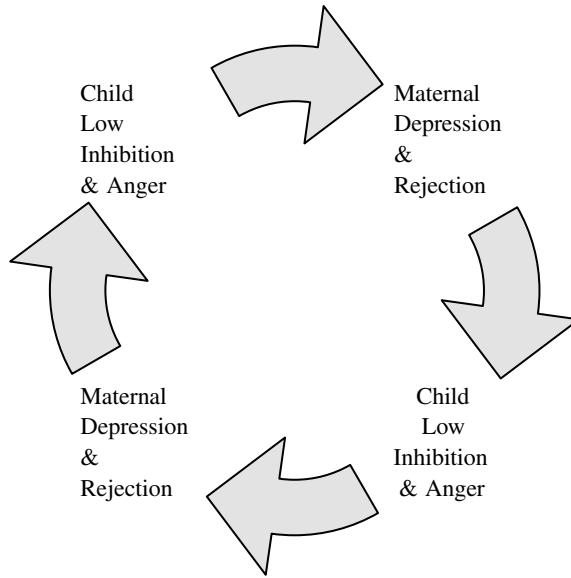 Child
Low
Inhibition
& Anger
Maternal
Depression
&
Rejection
Maternal
Depression
&
Rejection
Child
Low
Inhibition
& Anger